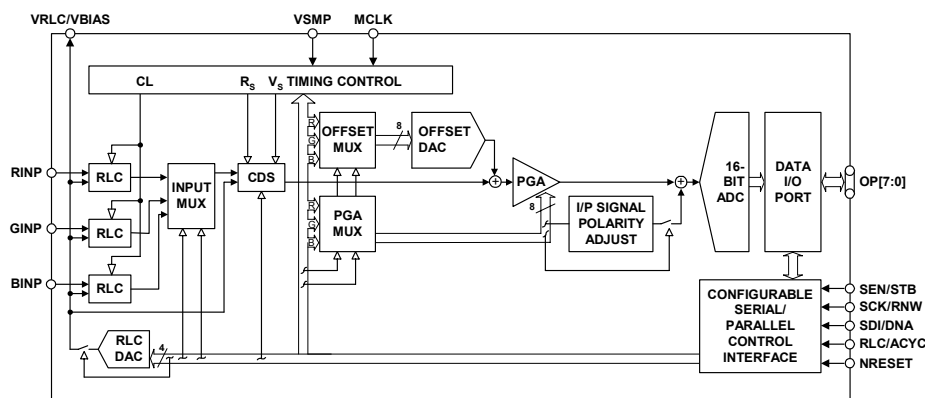 VRLC/VBIAS
VSMP
MCLK
CL
RS
VS TIMING CONTROL
R
G
B
OFFSET
MUX
8
OFFSET
DAC
RINP
RLC
INPUT
MUX
CDS
+
PGA
+
16-
BIT
ADC
DATA
I/O
PORT
OP[7:0]
GINP
RLC
R
G
B
PGA
MUX
8
I/P SIGNAL
POLARITY
ADJUST
BINP
RLC
CONFIGURABLE
SERIAL/
PARALLEL
CONTROL
INTERFACE
SEN/STB
SCK/RNW
SDI/DNA
RLC/ACYC
NRESET
RLC
DAC
4